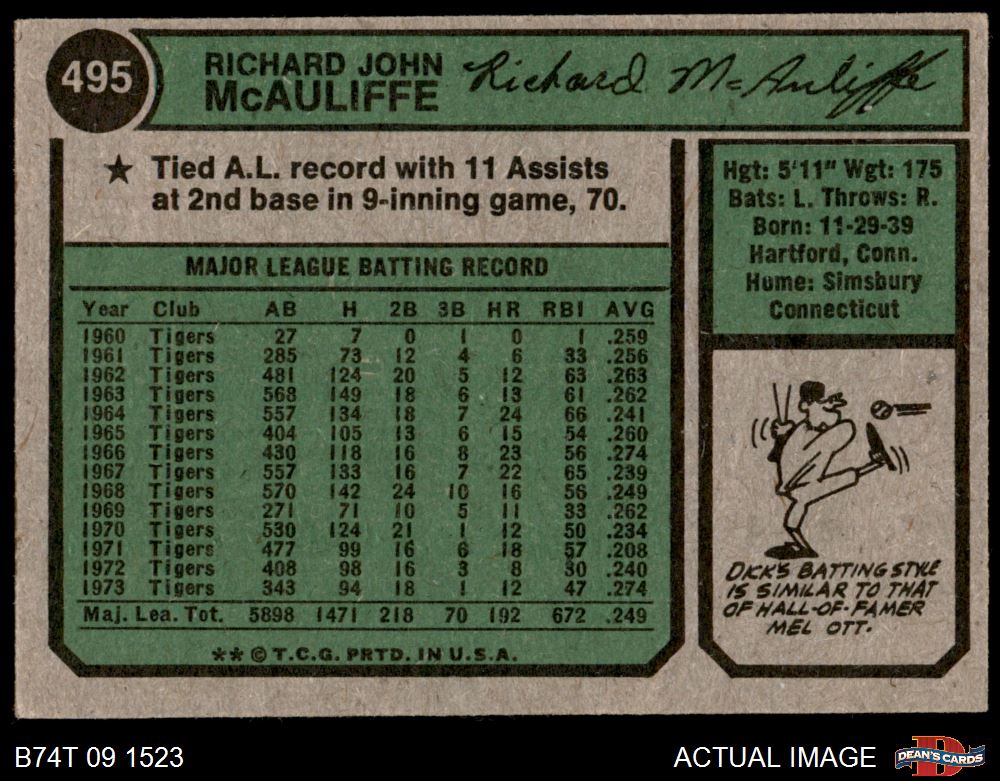 495
RICHARD JOHN
McAULIFFE
Richard McAuliffe
★ Tied A.L. record with 11 Assists
at 2nd base in 9-inning game, 70.
Hgt: 5'11" Wgt: 175
Bats: L. Throws: R.
Born: 11-29-39
Hartford, Conn.
Home: Simsbury
Connecticut
MAJOR LEAGUE BATTING RECORD
Year Club AB H 2B 3B HR RBI AVG
1960 Tigers 27 7 0 1 0 1 .259
1961 Tigers 285 73 12 4 6 33 .256
1962 Tigers 481 124 20 5 12 63 .263
1963 Tigers 568 149 18 6 13 61 .262
1964 Tigers 557 134 18 7 24 66 .241
1965 Tigers 404 105 13 6 15 54 .260
1966 Tigers 430 118 16 8 23 56 .274
1967 Tigers 557 133 16 7 22 65 .239
1968 Tigers 570 142 24 10 16 56 .249
1969 Tigers 271 71 10 5 11 33 .262
1970 Tigers 530 124 21 1 12 50 .234
1971 Tigers 477 99 16 6 18 57 .208
1972 Tigers 408 98 16 3 8 30 .240
1973 Tigers 343 94 18 1 12 47 .274
Maj. Lea. Tot. 5898 1471 218 70 192 672 .249
** © T.C.G. PRTD. IN U.S.A.
DICK'S BATTING STYLE
IS SIMILAR TO THAT
OF HALL-OF-FAMER
MEL OTT.
B74T 09 1523
ACTUAL IMAGE
D
DEAN'S CARDS